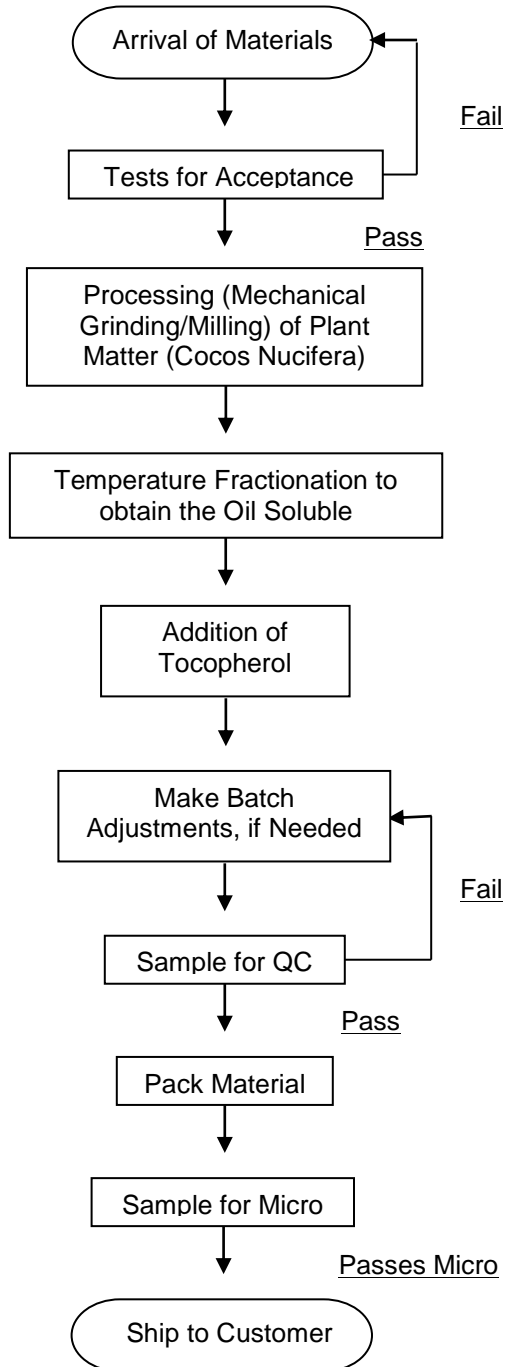 Arrival of Materials
Fail
Tests for Acceptance
Pass
Processing (Mechanical
Grinding/Milling) of Plant
Matter (Cocos Nucifera)
Temperature Fractionation to
obtain the Oil Soluble
Addition of
Tocopherol
Make Batch
Adjustments, if Needed
Fail
Sample for QC
Pass
Pack Material
Sample for Micro
Passes Micro
Ship to Customer